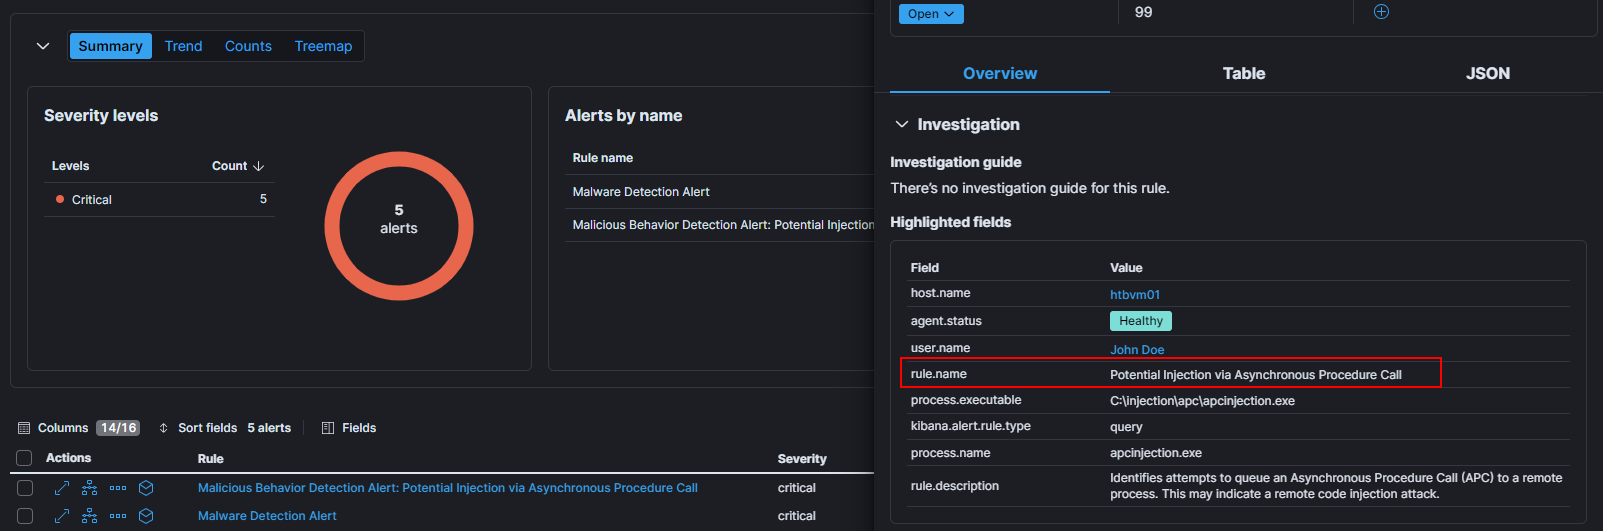 Summary Trend Counts Treemap
Severity levels
Levels Count
Critical 5
5
alerts
Alerts by name
Rule name
Malware Detection Alert
Malicious Behavior Detection Alert: Potential Injection
Columns 14/16 Sort fields 5 alerts Fields
Actions Rule Severity
Malicious Behavior Detection Alert: Potential Injection via Asynchronous Procedure Call critical
Malware Detection Alert critical
Open 99
Overview Table JSON
Investigation
Investigation guide
There's no investigation guide for this rule.
Highlighted fields
Field Value
host.name htbvm01
agent.status Healthy
user.name John Doe
rule.name Potential Injection via Asynchronous Procedure Call
process.executable C:\injection\apc\apcinjection.exe
kibana.alert.rule.type query
process.name apcinjection.exe
rule.description Identifies attempts to queue an Asynchronous Procedure Call (APC) to a remote
process. This may indicate a remote code injection attack.